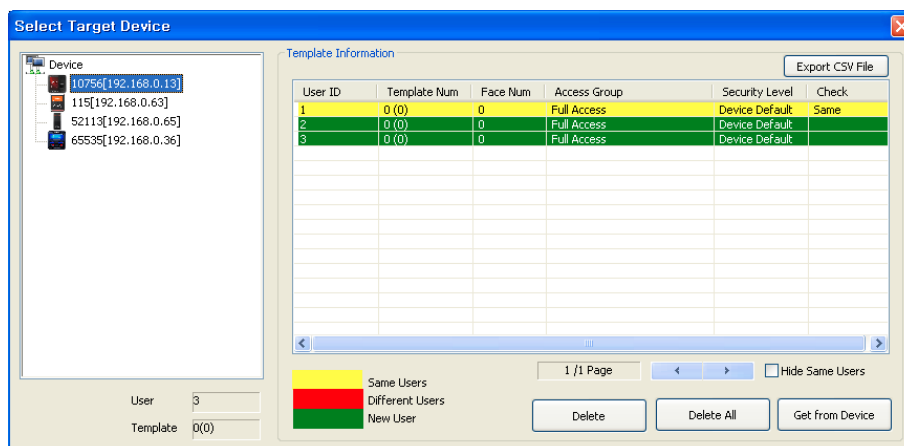 Select Target Device
Device
10756[192.168.0.13]
115[192.168.0.63]
52113[192.168.0.65]
65535[192.168.0.36]
User 3
Template 0(0)
Template Information
Export CSV File
User ID Template Num Face Num Access Group Security Level Check
1 0 (0) 0 Full Access Device Default Same
2 0 (0) 0 Full Access Device Default
3 0 (0) 0 Full Access Device Default
1 /1 Page
Hide Same Users
Same Users
Different Users
New User
Delete
Delete All
Get from Device